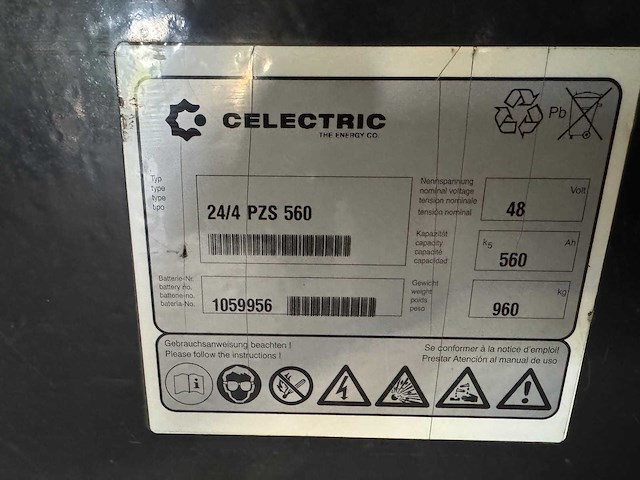 CELECTRIC
THE ENERGY CO.
Pb
Typ
type
type
tipo
24/4 PZS 560
Nennspannung
nominal voltage
tension nominale
tensión nominal
Volt
48
Kapazität
capacity
capacité
capacidad
K5
Ah
560
Batterie-Nr.
battery no.
batterie-no.
batería-No.
1059956
Gewicht
weight
poids
peso
kg
960
Gebrauchsanweisung beachten !
Please follow the instructions !
Se conformer à la notice d'emploi!
Prestar Atención al manual de uso
i